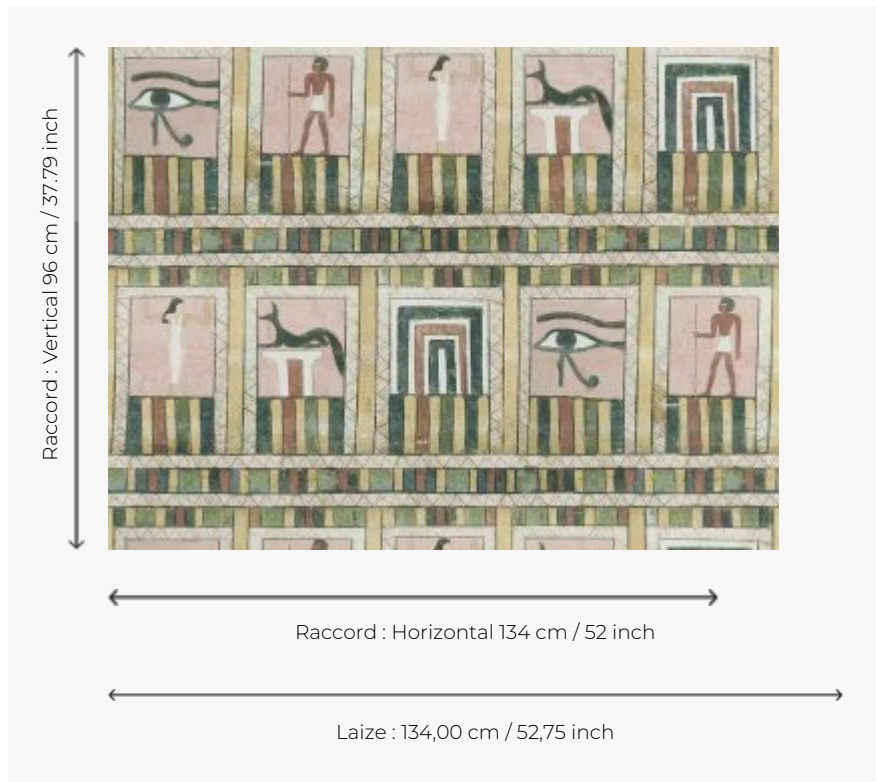 Raccord : Vertical 96 cm / 37.79 inch
Raccord : Horizontal 134 cm / 52 inch
Laize : 134,00 cm / 52,75 inch